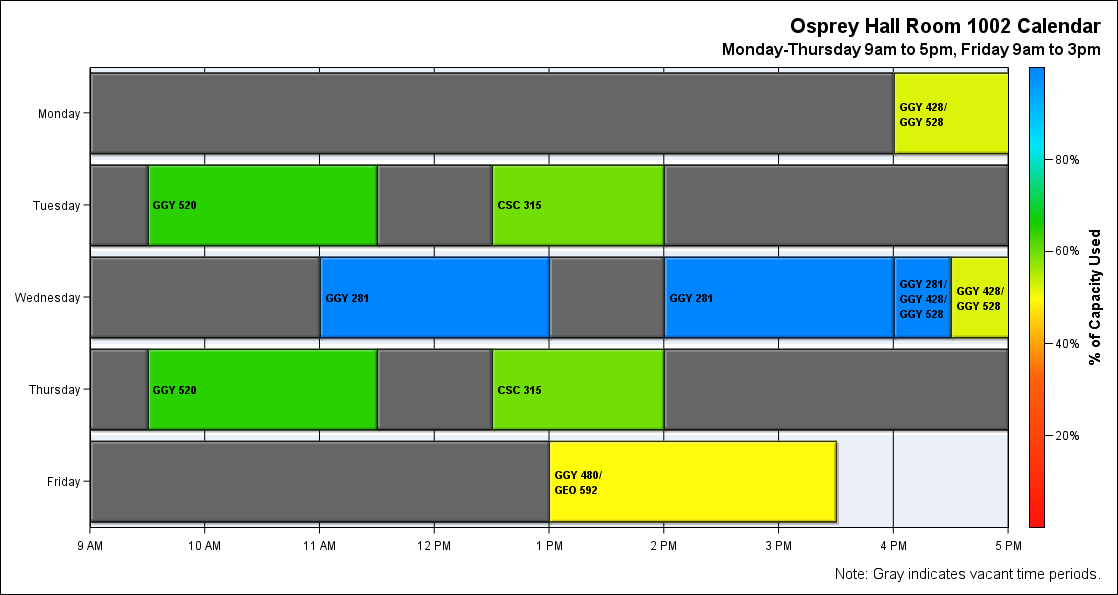 Osprey Hall Room 1002 Calendar
Monday-Thursday 9am to 5pm, Friday 9am to 3pm
Monday
GGY 428/
GGY 528
Tuesday
GGY 520
CSC 315
Wednesday
GGY 281
GGY 281
GGY 281/
GGY 428/
GGY 528
GGY 428/
GGY 528
Thursday
GGY 520
CSC 315
Friday
GGY 480/
GEO 592
9 AM
10 AM
11 AM
12 PM
1 PM
2 PM
3 PM
4 PM
5 PM
80%
60%
40%
20%
% of Capacity Used
Note: Gray indicates vacant time periods.